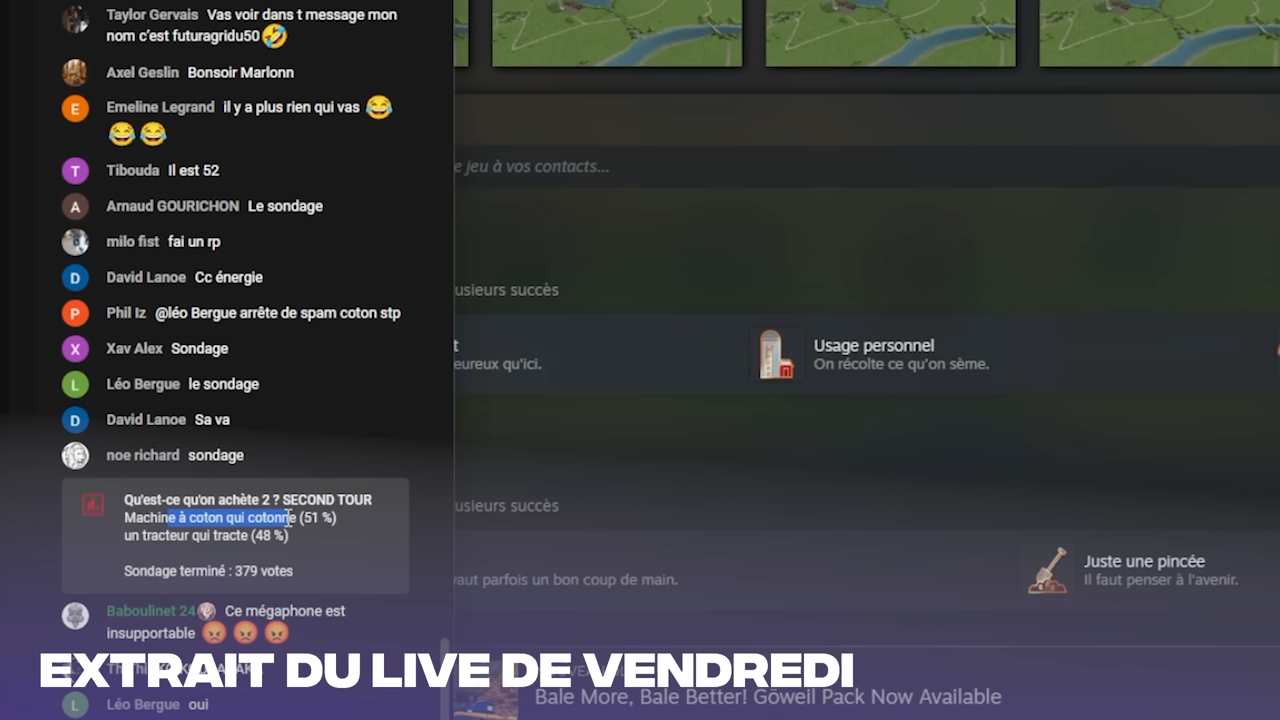 Taylor Gervais Vas voir dans t message mon
nom c'est futuragridu50🤣
Axel Geslin Bonsoir Marlonn
E Emeline Legrand il y a plus rien qui vas 😂
😂😂
T Tibouda Il est 52
A Arnaud GOURICHON Le sondage
milo fist fai un rp
D David Lanoe Cc énergie
P Phil Iz @léo Bergue arrête de spam coton stp
X Xav Alex Sondage
L Léo Bergue le sondage
D David Lanoe Sa va
noe richard sondage
Qu'est-ce qu'on achète 2 ? SECOND TOUR
Machine à coton qui cotonne (51 %)
un tracteur qui tracte (48 %)
Sondage terminé : 379 votes
Baboulinet 24 Ce mégaphone est
insupportable 😡😡😡
L Léo Bergue oui
e jeu à vos contacts...
usieurs succès
t
eureux qu'ici.
Usage personnel
On récolte ce qu'on sème.
usieurs succès
vaut parfois un bon coup de main.
Juste une pincée
Il faut penser à l'avenir.
Bale More, Bale Better! Göweil Pack Now Available
EXTRAIT DU LIVE DE VENDREDI